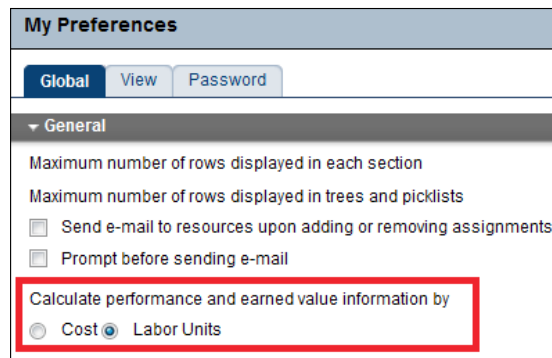 My Preferences
Global View Password
General
Maximum number of rows displayed in each section
Maximum number of rows displayed in trees and picklists
Send e-mail to resources upon adding or removing assignments
Prompt before sending e-mail
Calculate performance and earned value information by
Cost Labor Units